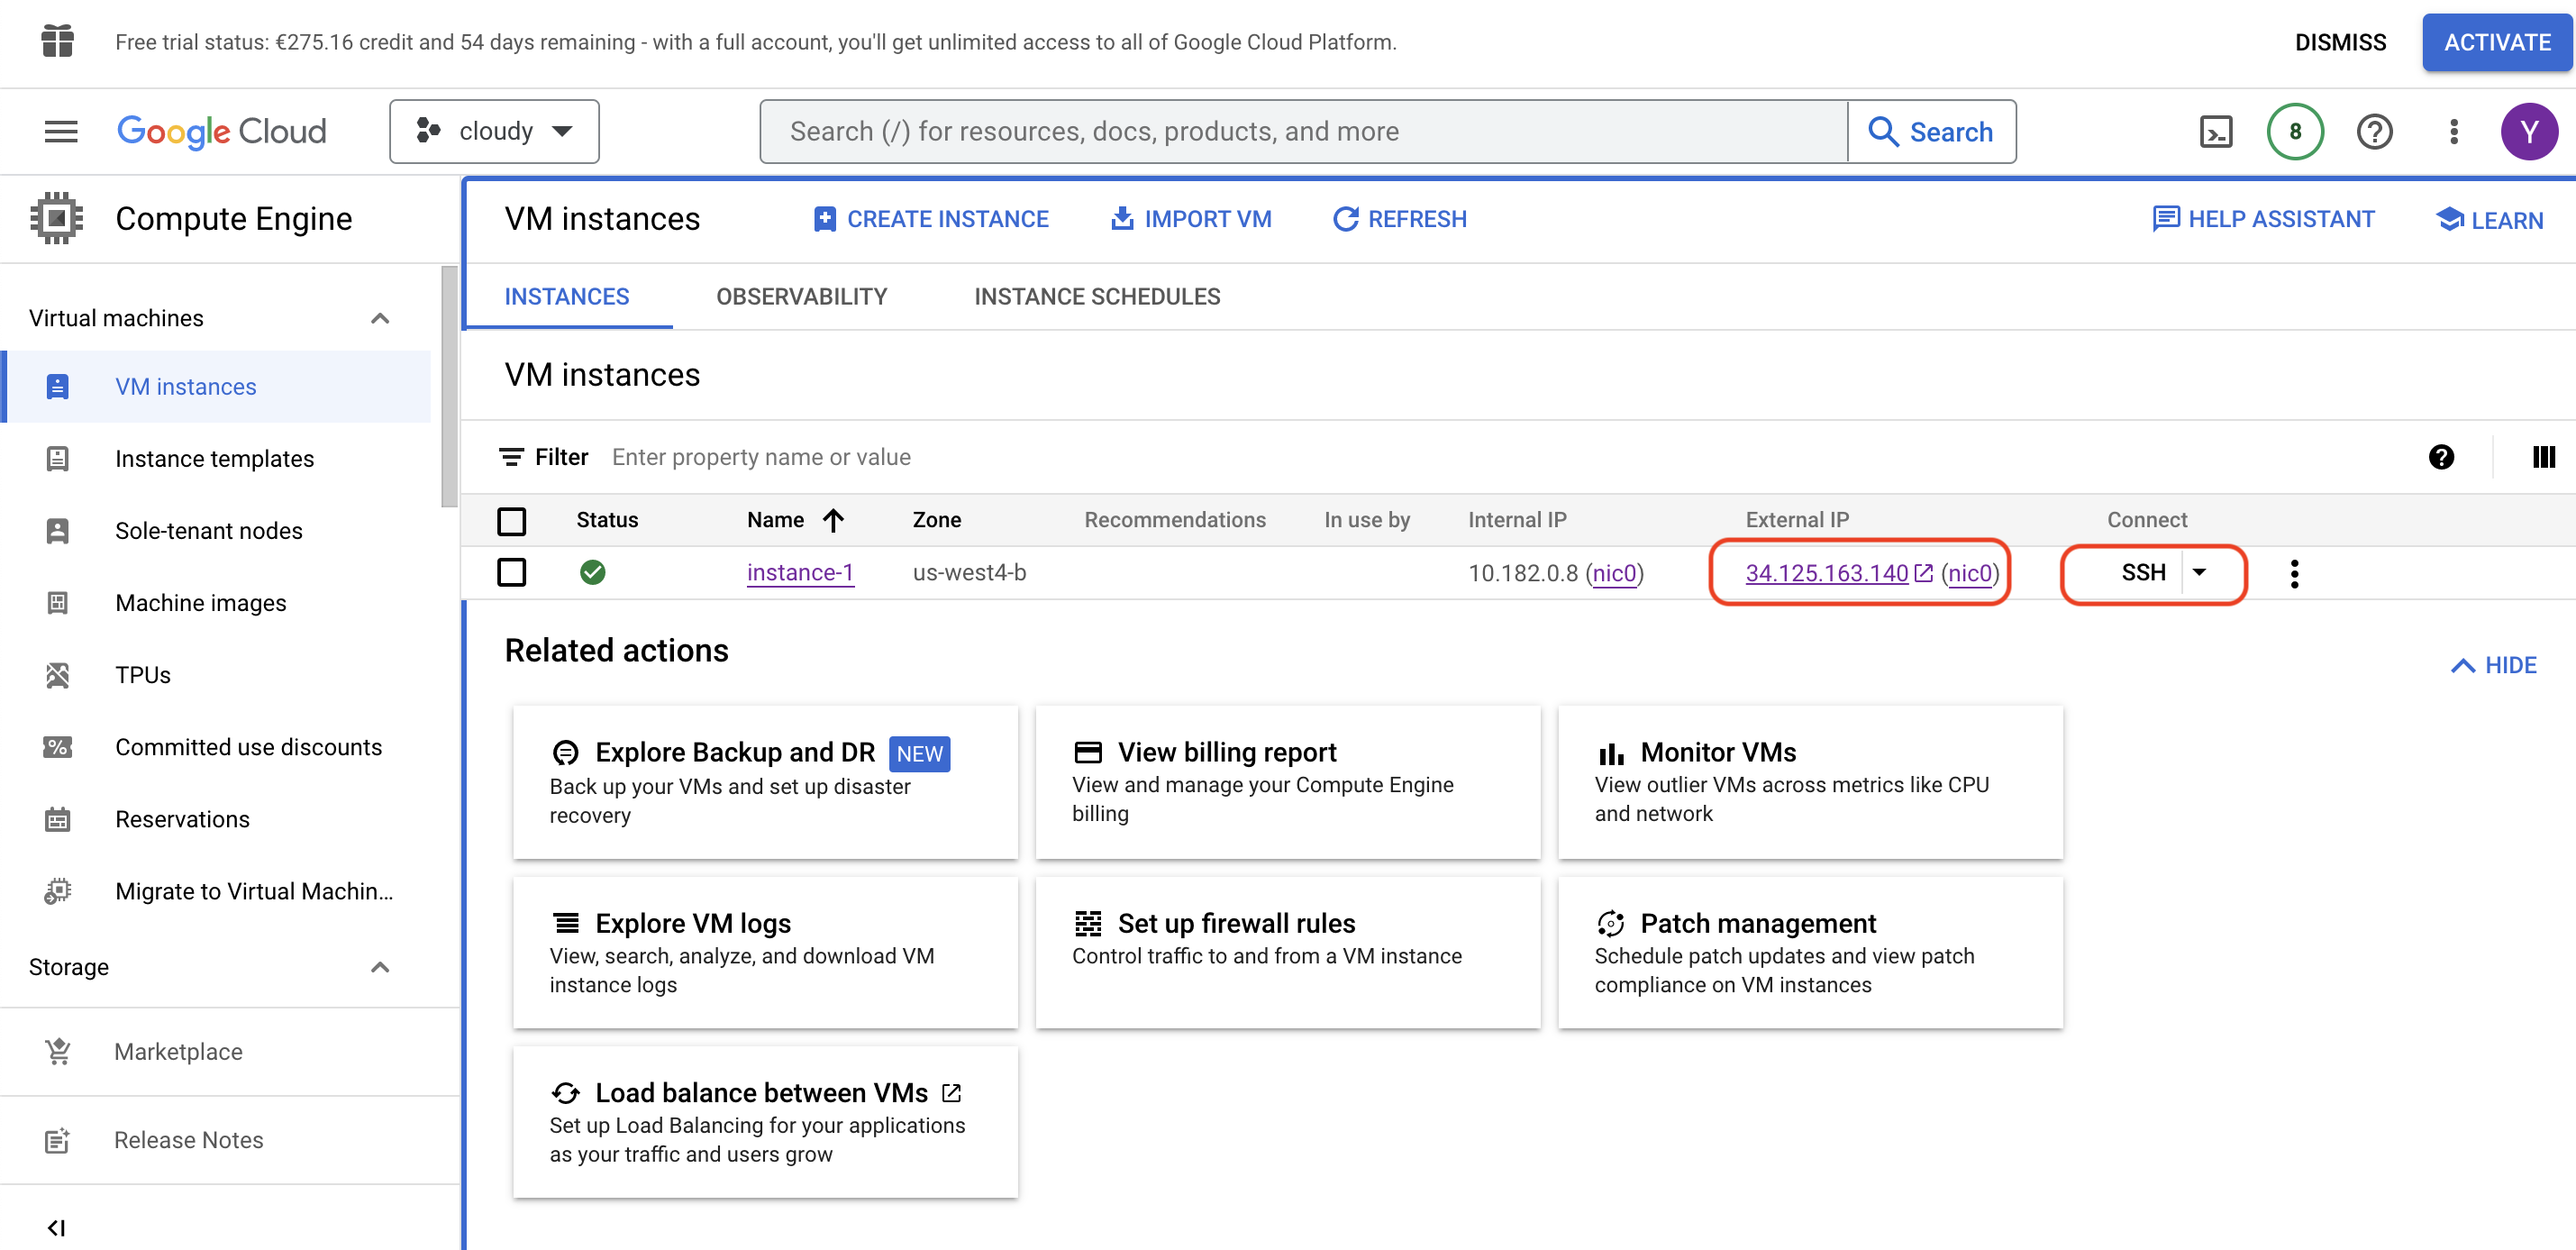 Free trial status: €275.16 credit and 54 days remaining - with a full account, you'll get unlimited access to all of Google Cloud Platform.
DISMISS
ACTIVATE
Google Cloud
cloudy
Search (/) for resources, docs, products, and more
Search
8
Y
Compute Engine
Virtual machines
VM instances
Instance templates
Sole-tenant nodes
Machine images
TPUs
Committed use discounts
Reservations
Migrate to Virtual Machin...
Storage
Marketplace
Release Notes
VM instances
CREATE INSTANCE
IMPORT VM
REFRESH
HELP ASSISTANT
LEARN
INSTANCES
OBSERVABILITY
INSTANCE SCHEDULES
VM instances
Filter
Enter property name or value
Status Name Zone Recommendations In use by Internal IP External IP Connect
instance-1 us-west4-b 10.182.0.8 (nic0) 34.125.163.140 (nic0) SSH
Related actions
HIDE
Explore Backup and DR NEW
Back up your VMs and set up disaster
recovery
View billing report
View and manage your Compute Engine
billing
Monitor VMs
View outlier VMs across metrics like CPU
and network
Explore VM logs
View, search, analyze, and download VM
instance logs
Set up firewall rules
Control traffic to and from a VM instance
Patch management
Schedule patch updates and view patch
compliance on VM instances
Load balance between VMs
Set up Load Balancing for your applications
as your traffic and users grow